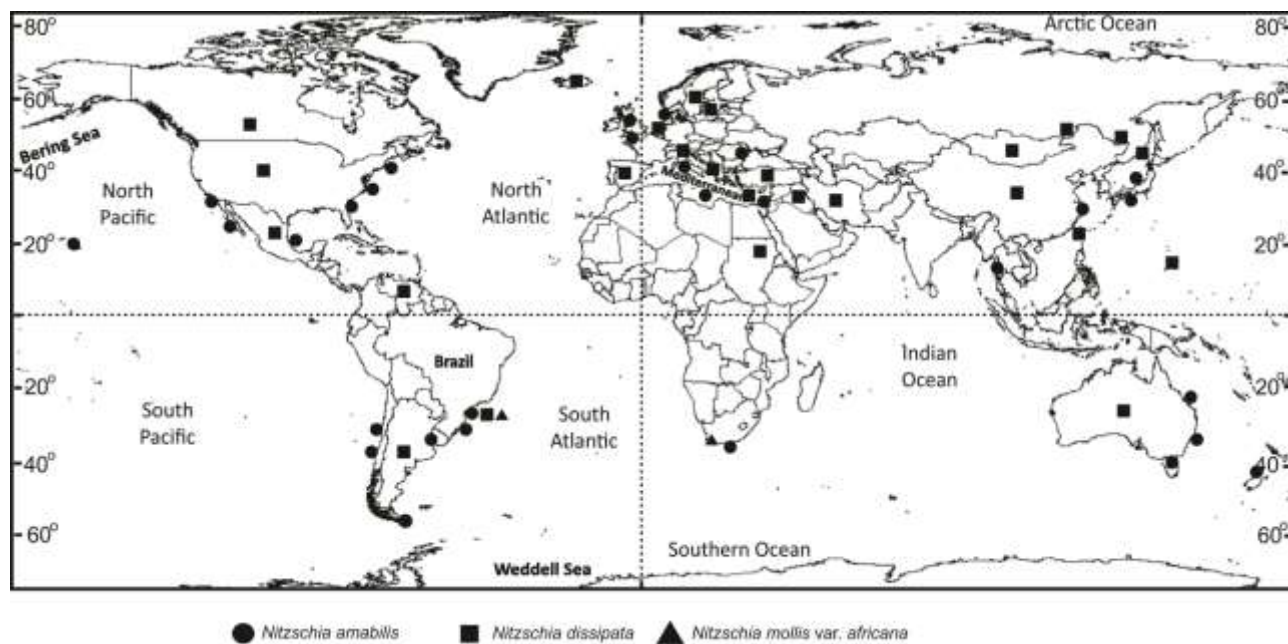 Arctic Ocean
80°
80°
60°
60°
Bering Sea
40°
40°
North
Pacific
North
Atlantic
Mediterranean
20°
20°
Brazil
Indian
Ocean
20°
20°
South
Pacific
South
Atlantic
40°
40°
60°
60°
Southern Ocean
Weddell Sea
Nitzschia amabilis
Nitzschia dissipata
Nitzschia mollis var. africana